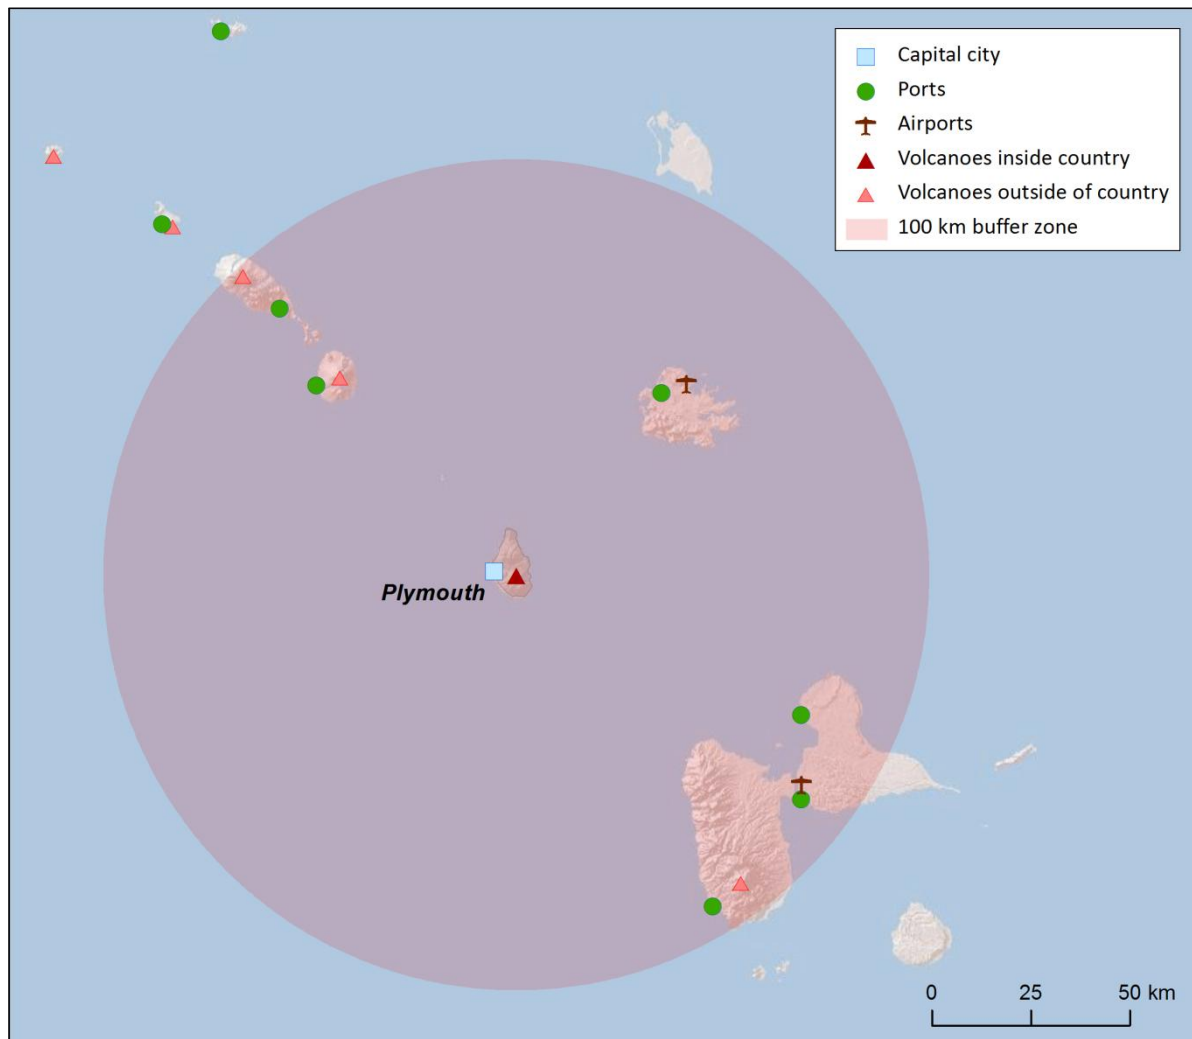 Capital city
Ports
Airports
Volcanoes inside country
Volcanoes outside of country
100 km buffer zone
Plymouth
0 25 50 km